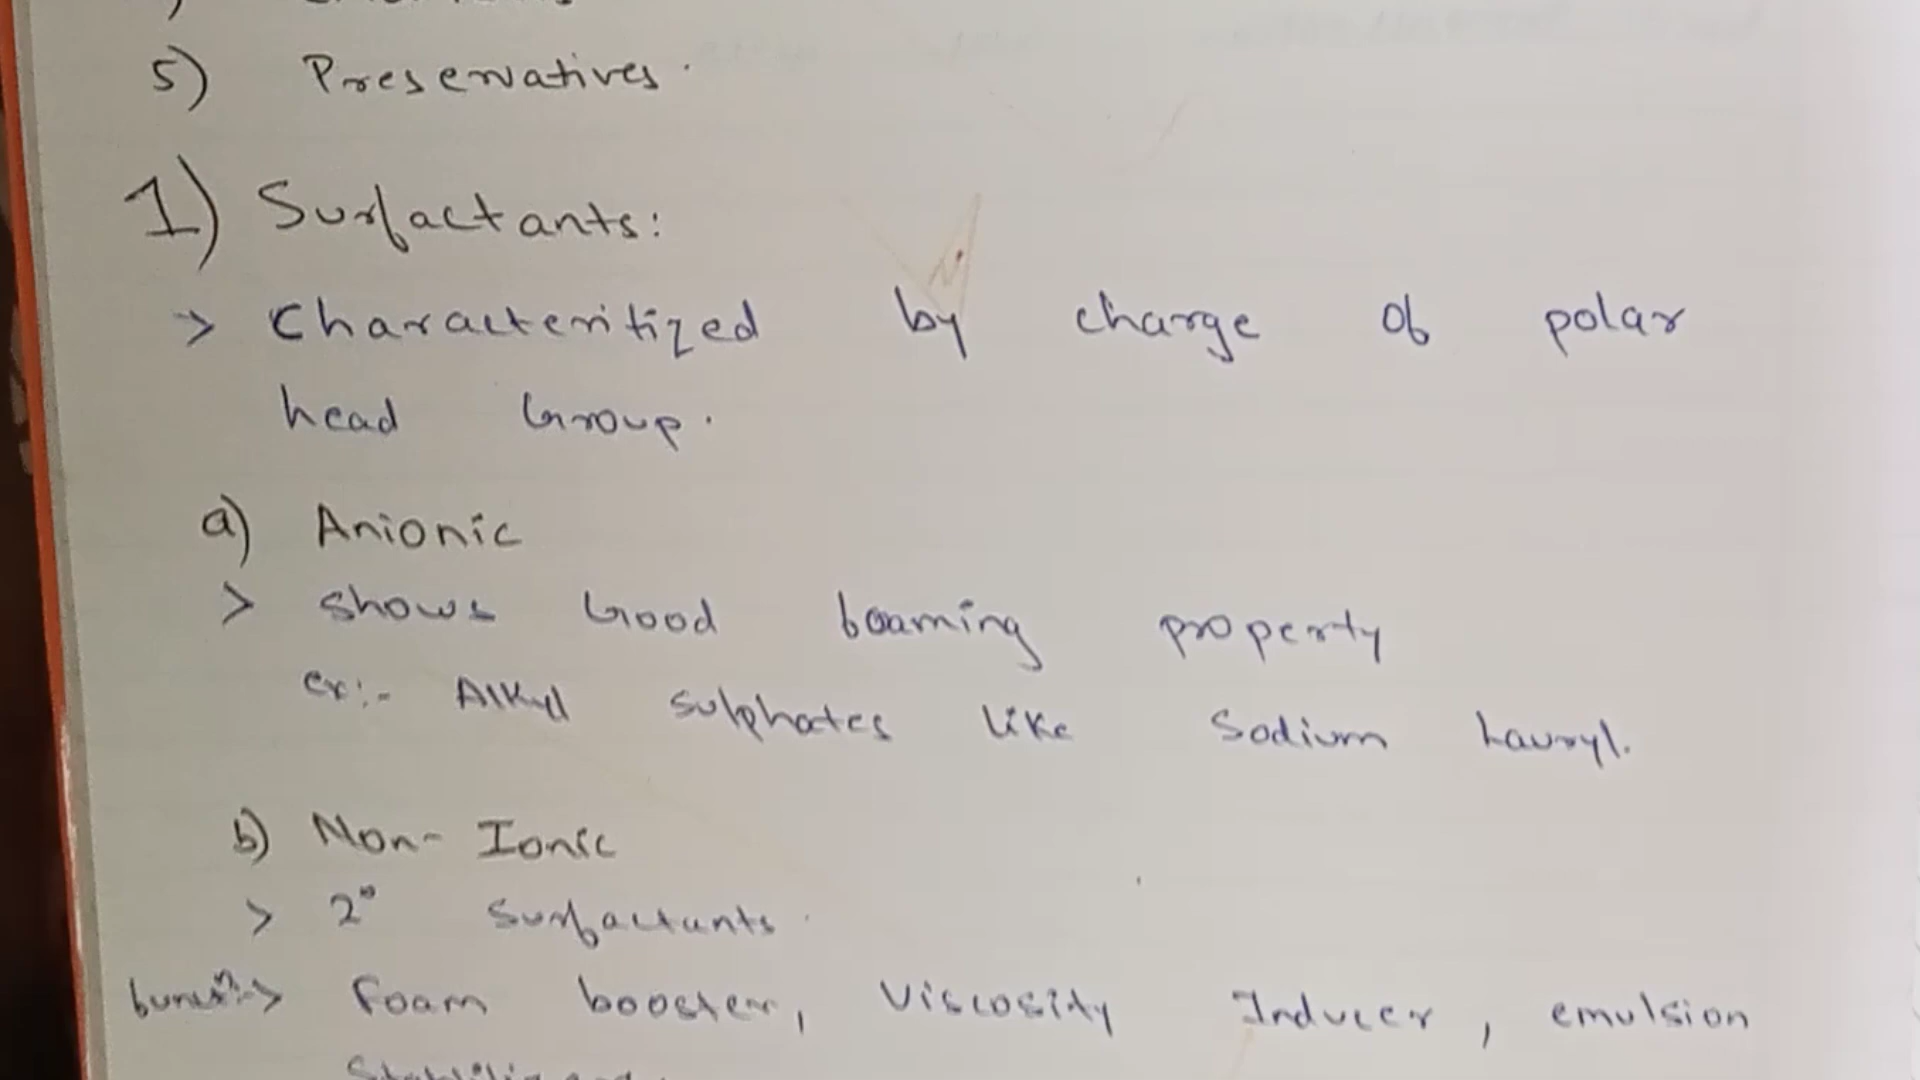 5) Preservatives.
1) Surfactants:
> Characteritized by charge of polar
head Group.
a) Anionic
> shows Good foaming property
ex:- Alkyl sulphates like Sodium Lauryl.
b) Non-Ionic
> 2° Surfactants.
> Foam booster, Viscosity Inducer, emulsion